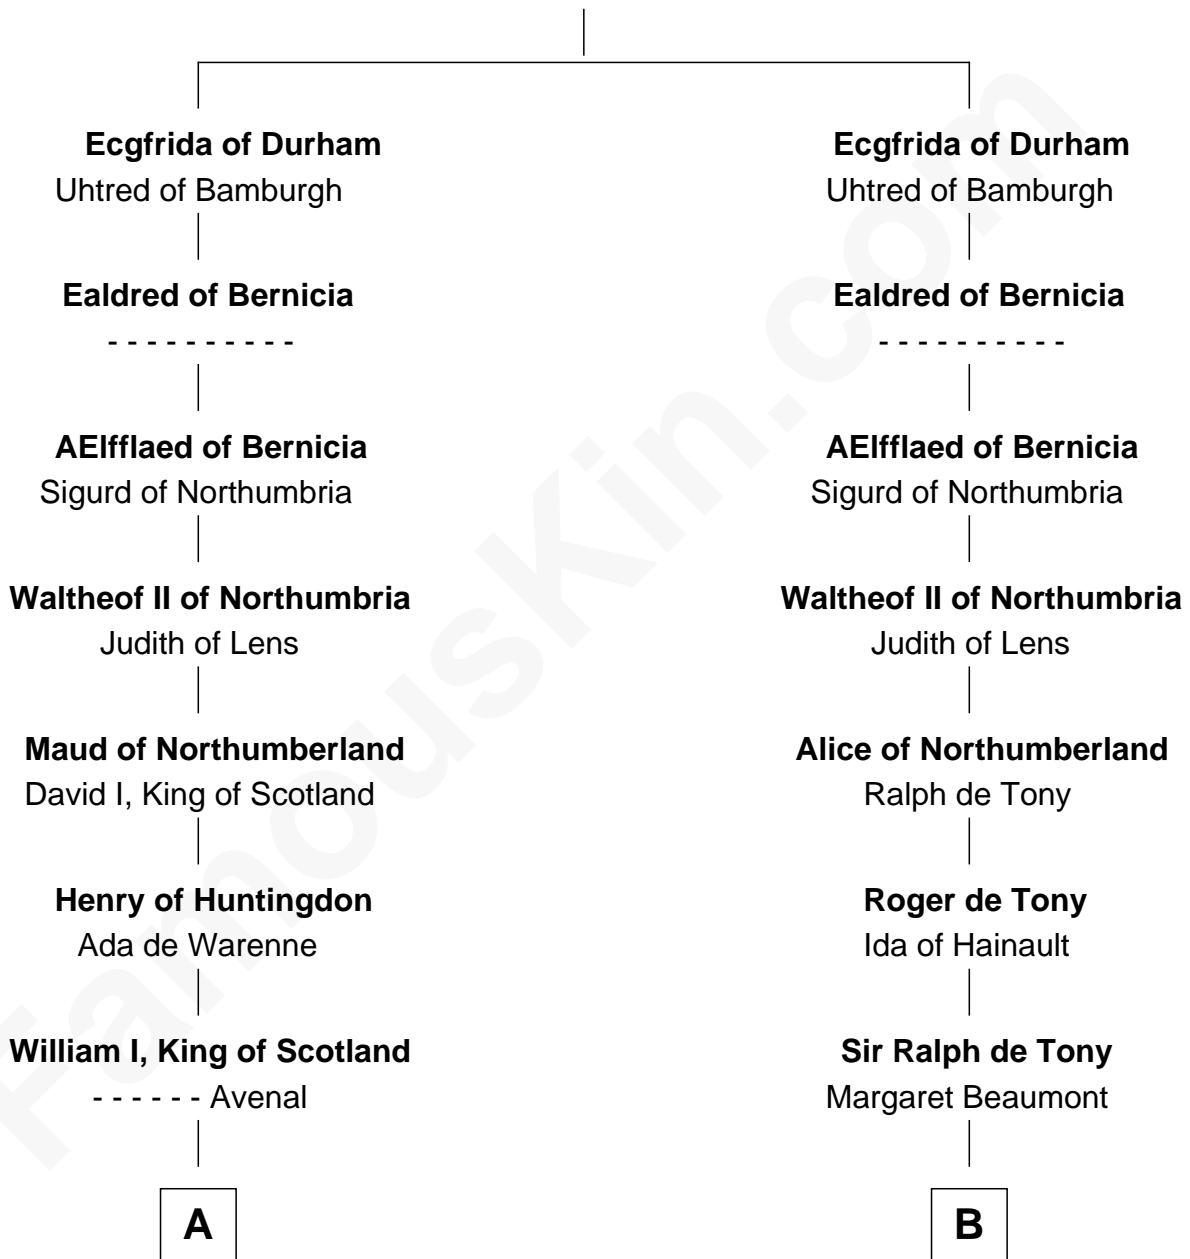 Ecgfrida of Durham
Uhtred of Bamburgh
Ealdred of Bernicia
- - - - - - - - - -
AElfflaed of Bernicia
Sigurd of Northumbria
Waltheof II of Northumbria
Judith of Lens
Maud of Northumberland
David I, King of Scotland
Henry of Huntingdon
Ada de Warenne
William I, King of Scotland
- - - - - - Avenal
A
Ecgfrida of Durham
Uhtred of Bamburgh
Ealdred of Bernicia
- - - - - - - - - -
AElfflaed of Bernicia
Sigurd of Northumbria
Waltheof II of Northumbria
Judith of Lens
Alice of Northumberland
Ralph de Tony
Roger de Tony
Ida of Hainault
Sir Ralph de Tony
Margaret Beaumont
B
FamousKin.com